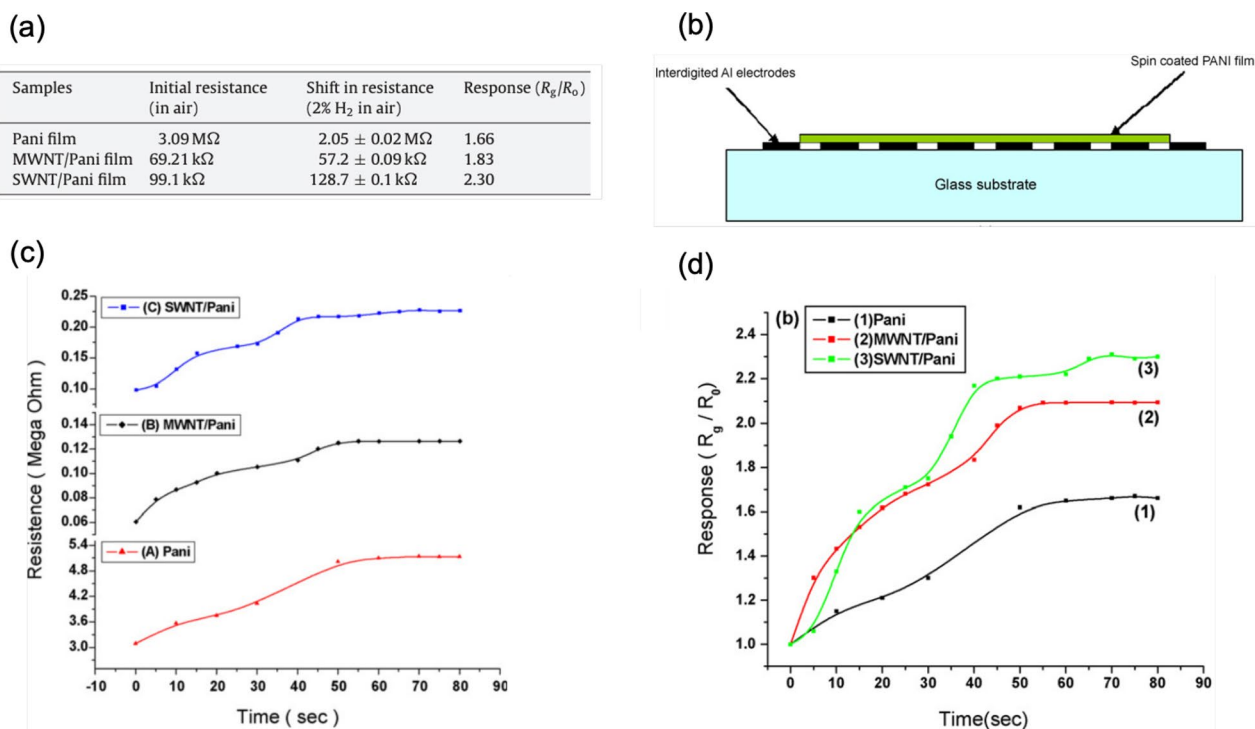 (a)
Samples Initial resistance Shift in resistance Response (Rg/Ro)
(in air) (2% H2 in air)
Pani film 3.09 MΩ 2.05 ± 0.02 MΩ 1.66
MWNT/Pani film 69.21 kΩ 57.2 ± 0.09 kΩ 1.83
SWNT/Pani film 99.1 kΩ 128.7 ± 0.1 kΩ 2.30
(b)
Interdigited Al electrodes
Spin coated PANI film
Glass substrate
(c)
(C) SWNT/Pani
0.25
0.20
0.15
0.10
(B) MWNT/Pani
0.14
0.12
0.10
0.08
0.06
(A) Pani
5.4
4.8
4.2
3.6
3.0
Resistence ( Mega Ohm )
-10 0 10 20 30 40 50 60 70 80 90
Time ( sec )
(d)
(b)
(1)Pani
(2)MWNT/Pani
(3)SWNT/Pani
2.4
2.2
2.0
1.8
1.6
1.4
1.2
1.0
(3)
(2)
(1)
Response ( Rg / R0 )
0 10 20 30 40 50 60 70 80 90
Time(sec)